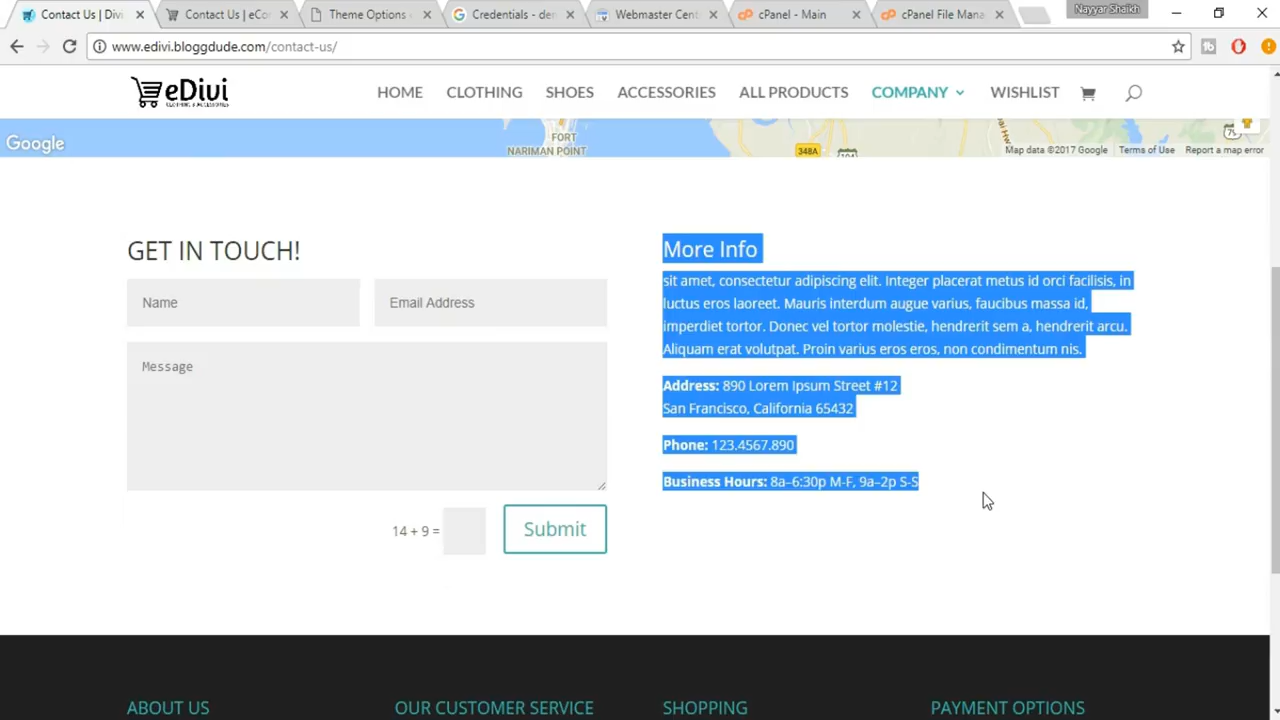 Contact Us | Divi
Contact Us | eCo
Theme Options
Credentials - de
Webmaster Cent
cPanel - Main
cPanel File Mana
Nayyar Shaikh
www.edivi.bloggdude.com/contact-us/
eDivi
HOME
CLOTHING
SHOES
ACCESSORIES
ALL PRODUCTS
COMPANY
WISHLIST
Google
FORT
NARIMAN POINT
348A
Map data ©2017 Google
Terms of Use
Report a map error
GET IN TOUCH!
Name
Email Address
Message
14 + 9 =
Submit
More Info
sit amet, consectetur adipiscing elit. Integer placerat metus id orci facilisis, in
luctus eros laoreet. Mauris interdum augue varius, faucibus massa id,
imperdiet tortor. Donec vel tortor molestie, hendrerit sem a, hendrerit arcu.
Aliquam erat volutpat. Proin varius eros eros, non condimentum nis.
Address: 890 Lorem Ipsum Street #12
San Francisco, California 65432
Phone: 123.4567.890
Business Hours: 8a–6:30p M-F, 9a–2p S-S
ABOUT US
OUR CUSTOMER SERVICE
SHOPPING
PAYMENT OPTIONS